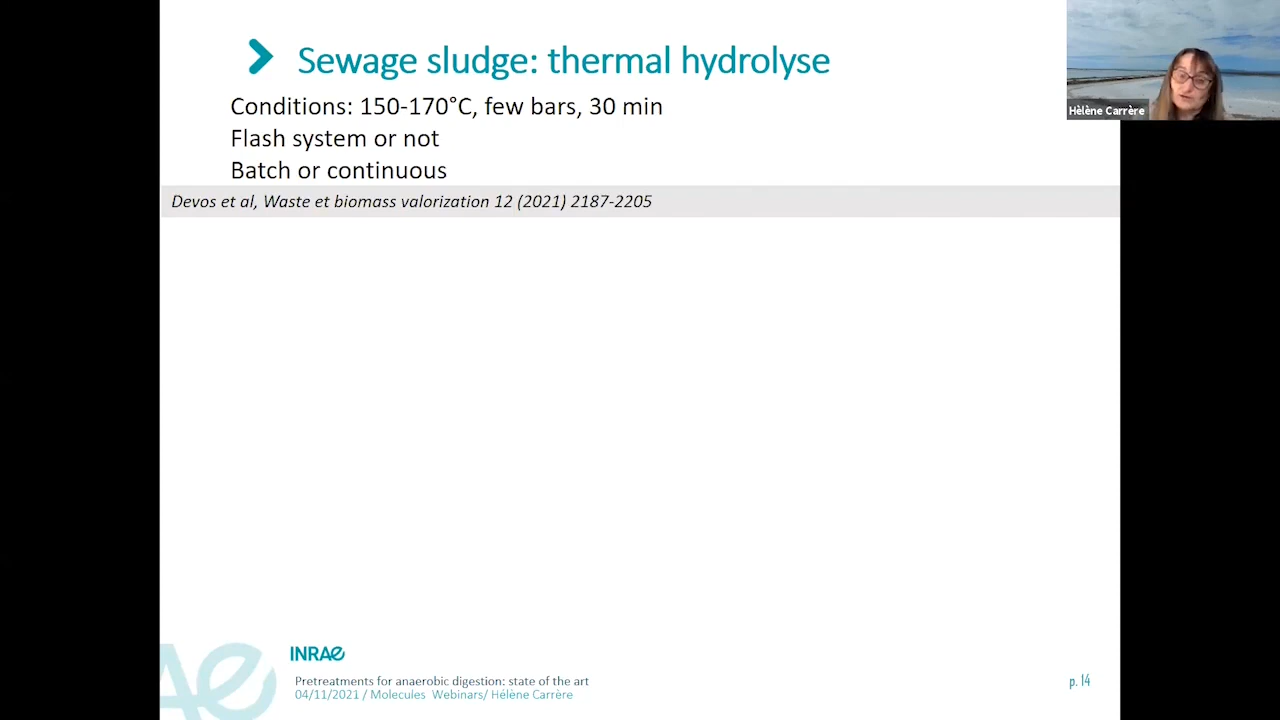 Sewage sludge: thermal hydrolyse
Hèlène Carrère
Conditions: 150-170°C, few bars, 30 min
Flash system or not
Batch or continuous
Devos et al, Waste et biomass valorization 12 (2021) 2187-2205
INRAE
Pretreatments for anaerobic digestion: state of the art
04/11/2021 / Molecules Webinars/ Hélène Carrère
p. 14